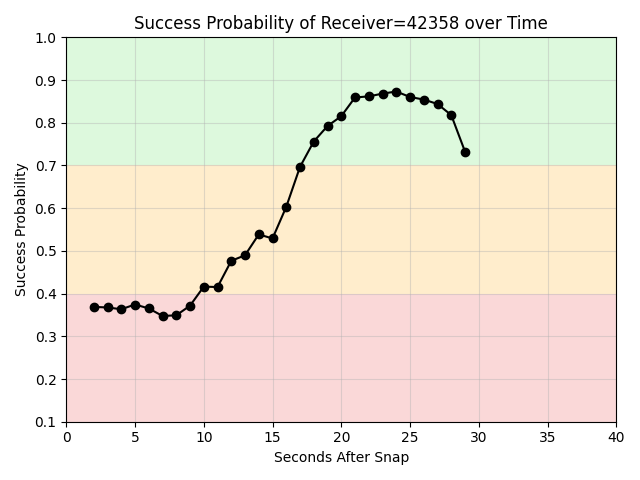 Success Probability of Receiver=42358 over Time
1.0
0.9
0.8
0.7
0.6
0.5
0.4
0.3
0.2
0.1
Success Probability
0 5 10 15 20 25 30 35 40
Seconds After Snap